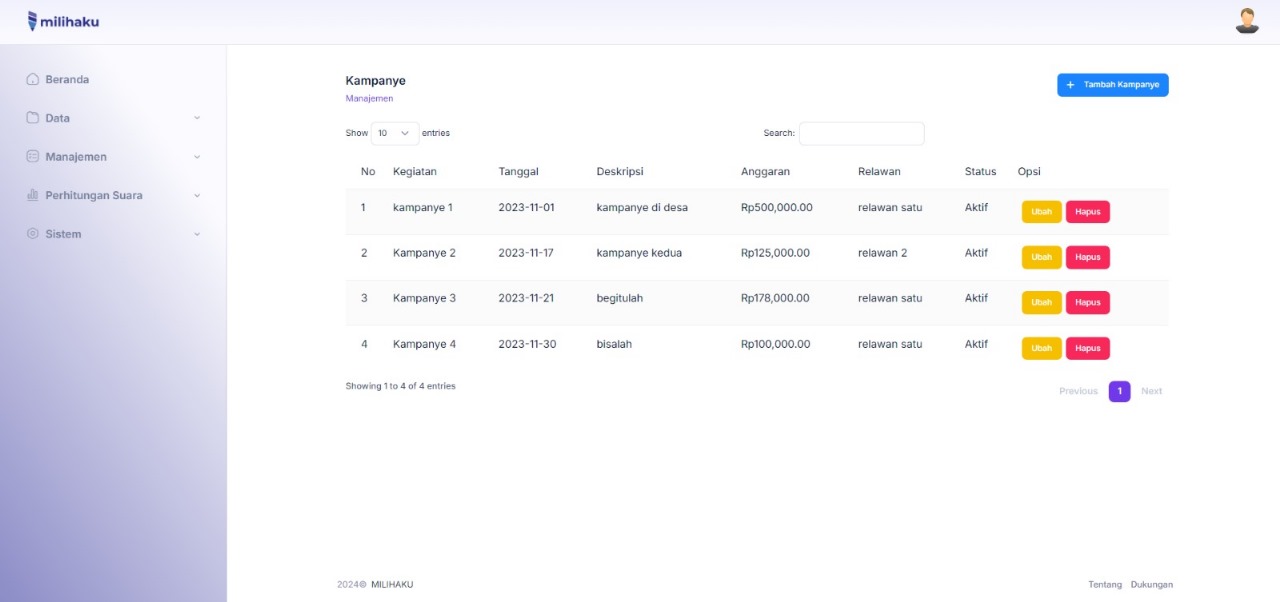 milihaku
Beranda
Data
Manajemen
Perhitungan Suara
Sistem
Kampanye
Manajemen
+ Tambah Kampanye
Show 10 entries
Search:
No Kegiatan Tanggal Deskripsi Anggaran Relawan Status Opsi
1 kampanye 1 2023-11-01 kampanye di desa Rp500,000.00 relawan satu Aktif Ubah Hapus
2 Kampanye 2 2023-11-17 kampanye kedua Rp125,000.00 relawan 2 Aktif Ubah Hapus
3 Kampanye 3 2023-11-21 begitulah Rp178,000.00 relawan satu Aktif Ubah Hapus
4 Kampanye 4 2023-11-30 bisalah Rp100,000.00 relawan satu Aktif Ubah Hapus
Showing 1 to 4 of 4 entries
Previous 1 Next
2024© MILIHAKU
Tentang Dukungan